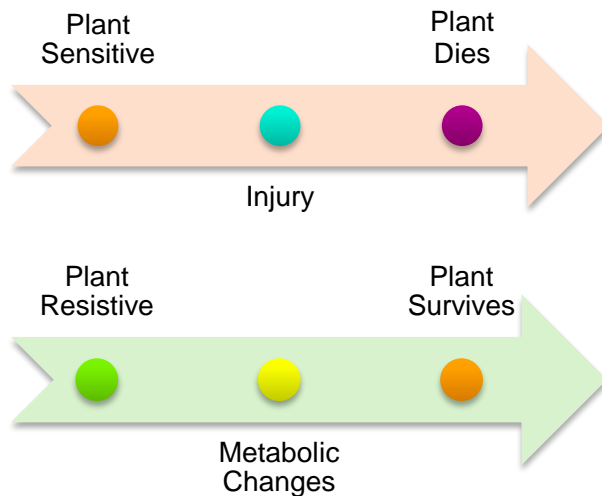 Plant
Sensitive
Plant
Dies
Injury
Plant
Resistive
Plant
Survives
Metabolic
Changes